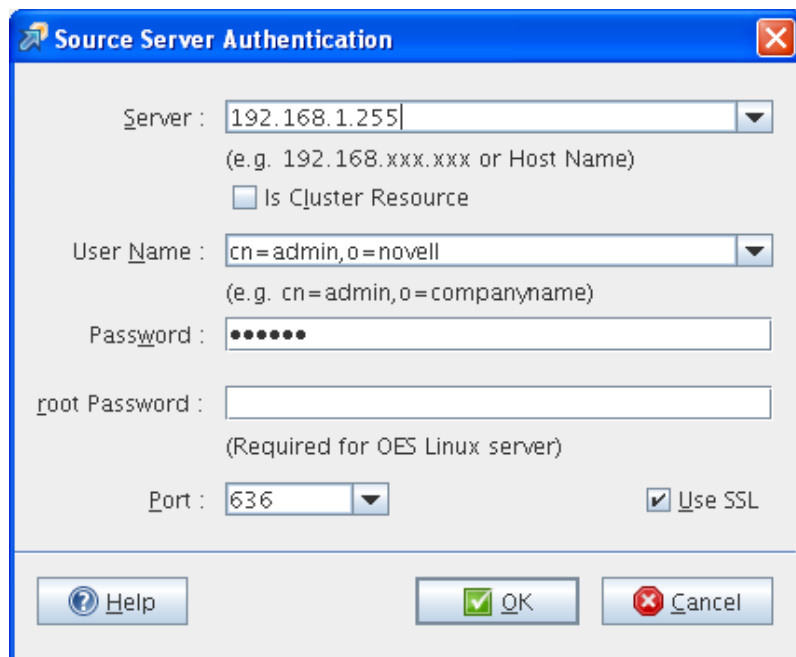 Source Server Authentication
Server : 192.168.1.255
(e.g. 192.168.xxx.xxx or Host Name)
Is Cluster Resource
User Name : cn=admin,o=novell
(e.g. cn=admin,o=companyname)
Password : ●●●●●●
root Password :
(Required for OES Linux server)
Port : 636 Use SSL
Help OK Cancel